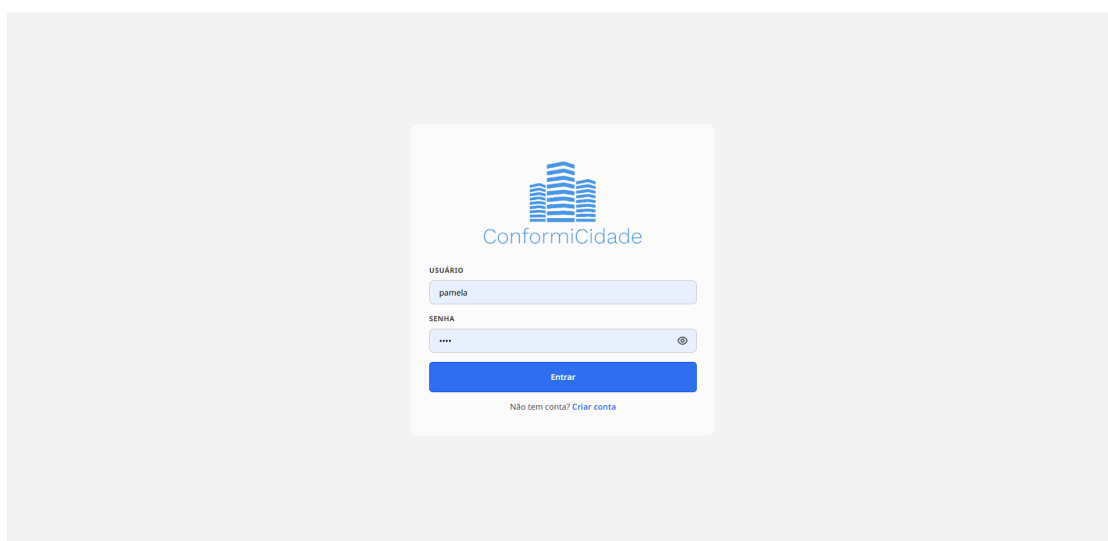 ConformiCidade
USUÁRIO
pamela
SENHA
••••
Entrar
Não tem conta? Criar conta